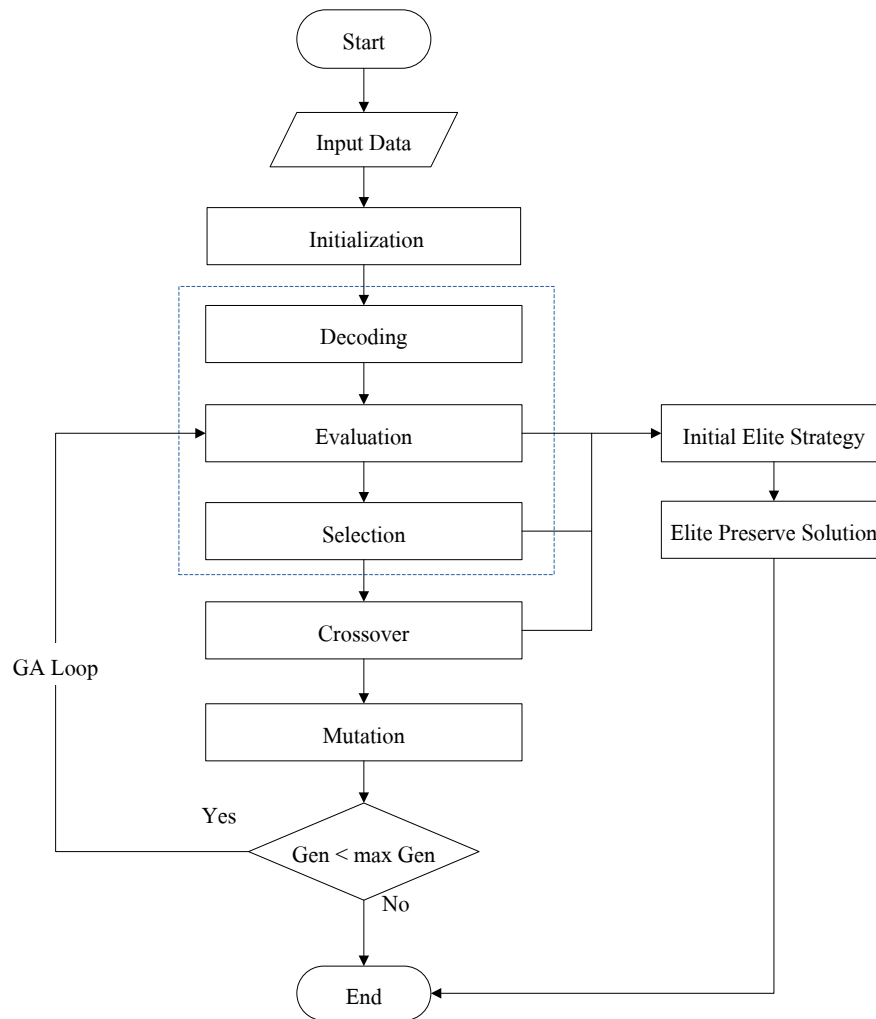 Start
Input Data
Initialization
Decoding
Evaluation
Initial Elite Strategy
Selection
Elite Preserve Solution
Crossover
GA Loop
Mutation
Yes
Gen < max Gen
No
End